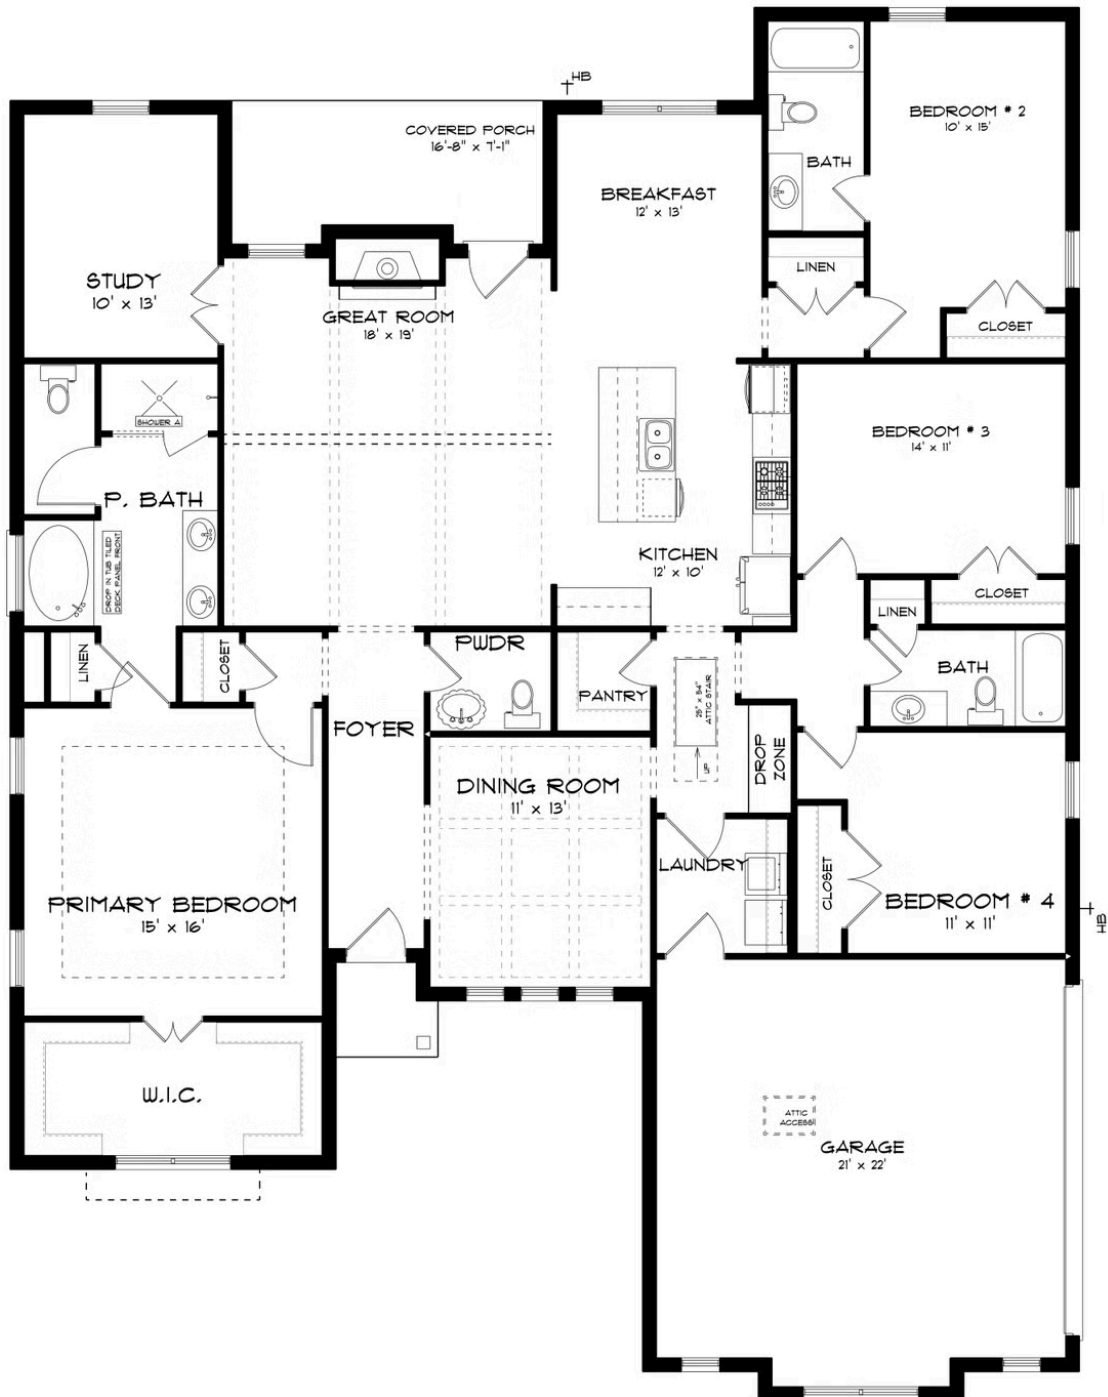 HB
BEDROOM # 2
10' x 15'
COVERED PORCH
16'-8" x 7'-1"
BATH
BREAKFAST
12' x 13'
LINEN
STUDY
10' x 13'
GREAT ROOM
18' x 19'
CLOSET
SHOWER A
BEDROOM # 3
14' x 11'
P. BATH
DROP IN TUB TILED
DECK PANEL FRONT
KITCHEN
12' x 10'
CLOSET
LINEN
LINEN
CLOSET
PWDR
PANTRY
25" x 54"
ATTIC STAIR
BATH
FOYER
UP
DROP
ZONE
DINING ROOM
11' x 13'
LAUNDRY
CLOSET
PRIMARY BEDROOM
15' x 16'
BEDROOM # 4
11' x 11'
HB
W.I.C.
ATTIC
ACCESS
GARAGE
21' x 22'